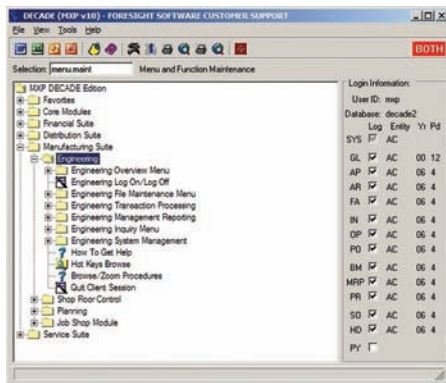 DECADE (MXP v10) - FORESIGHT SOFTWARE CUSTOMER SUPPORT
File View Tools Help
BOTH
Selection: menu.maint Menu and Function Maintenance
MXP DECADE Edition
Favorites
Core Modules
Financial Suite
Distribution Suite
Manufacturing Suite
Engineering
Engineering Overview Menu
Engineering Log On/Log Off
Engineering File Maintenance Menu
Engineering Transaction Processing
Engineering Management Reporting
Engineering Inquiry Menu
Engineering System Management
How To Get Help
Hot Keys Browse
Browse/Zoom Procedures
Quit Client Session
Shop Floor Control
Planning
Job Shop Module
Service Suite
Login Information:
User ID: mxp
Database: decade2
Log Entity Yr Pd
SYS AC
GL AC 00 12
AP AC 06 4
AR AC 06 4
FA AC 06 4
IN AC 06 4
OP AC 06 4
PO AC 06 4
BM AC 06 4
MRP AC 06 4
PR AC 06 4
SO AC 06 4
HD AC 06 4
PY